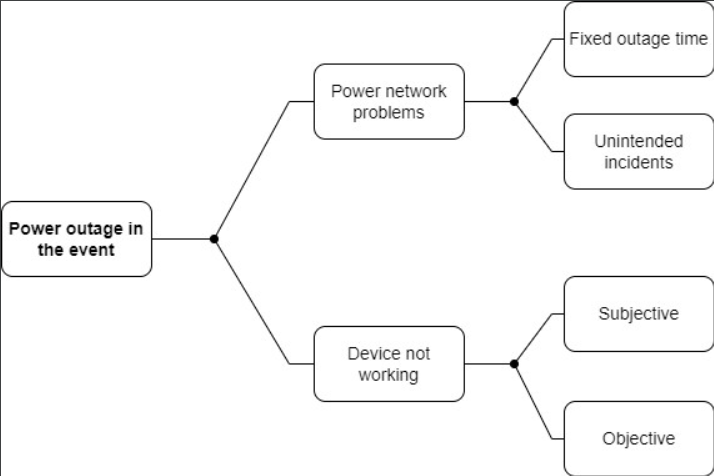 Fixed outage time
Power network
problems
Unintended
incidents
Power outage in
the event
Subjective
Device not
working
Objective